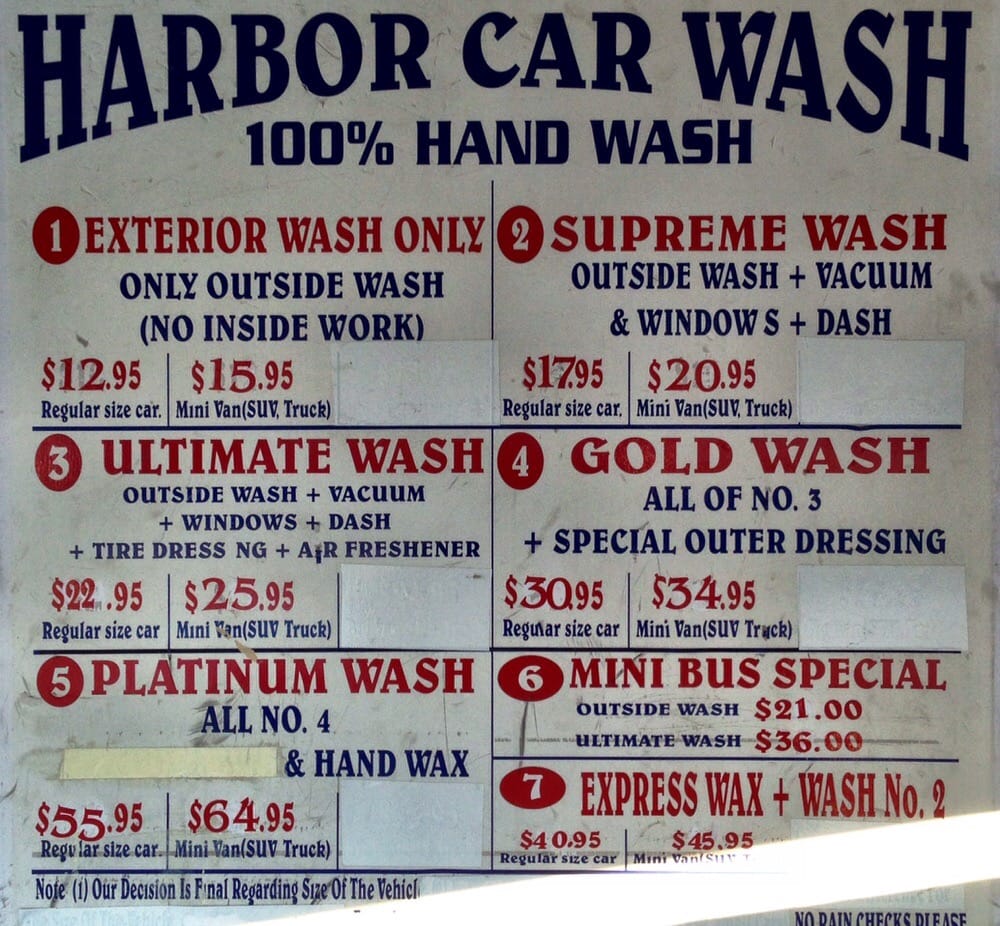 HARBOR CAR WASH
100% HAND WASH
1 EXTERIOR WASH ONLY
ONLY OUTSIDE WASH
(NO INSIDE WORK)
$12.95
Regular size car.
$15.95
Mini Van(SUV, Truck)
2 SUPREME WASH
OUTSIDE WASH + VACUUM
& WINDOWS + DASH
$17.95
Regular size car.
$20.95
Mini Van(SUV, Truck)
3 ULTIMATE WASH
OUTSIDE WASH + VACUUM
+ WINDOWS + DASH
+ TIRE DRESS NG + AIR FRESHENER
$22.95
Regular size car
$25.95
Mini Van(SUV Truck)
4 GOLD WASH
ALL OF NO. 3
+ SPECIAL OUTER DRESSING
$30.95
Regular size car
$34.95
Mini Van(SUV Truck)
5 PLATINUM WASH
ALL NO. 4
& HAND WAX
$55.95
Regular size car.
$64.95
Mini Van(SUV Truck)
6 MINI BUS SPECIAL
OUTSIDE WASH $21.00
ULTIMATE WASH $36.00
7 EXPRESS WAX + WASH No. 2
$40.95
Regular size car
$45.95
Mini Van(SUV T
Note (1) Our Decision Is Final Regarding Size Of The Vehicl
NO RAIN CHECKS PLEASE